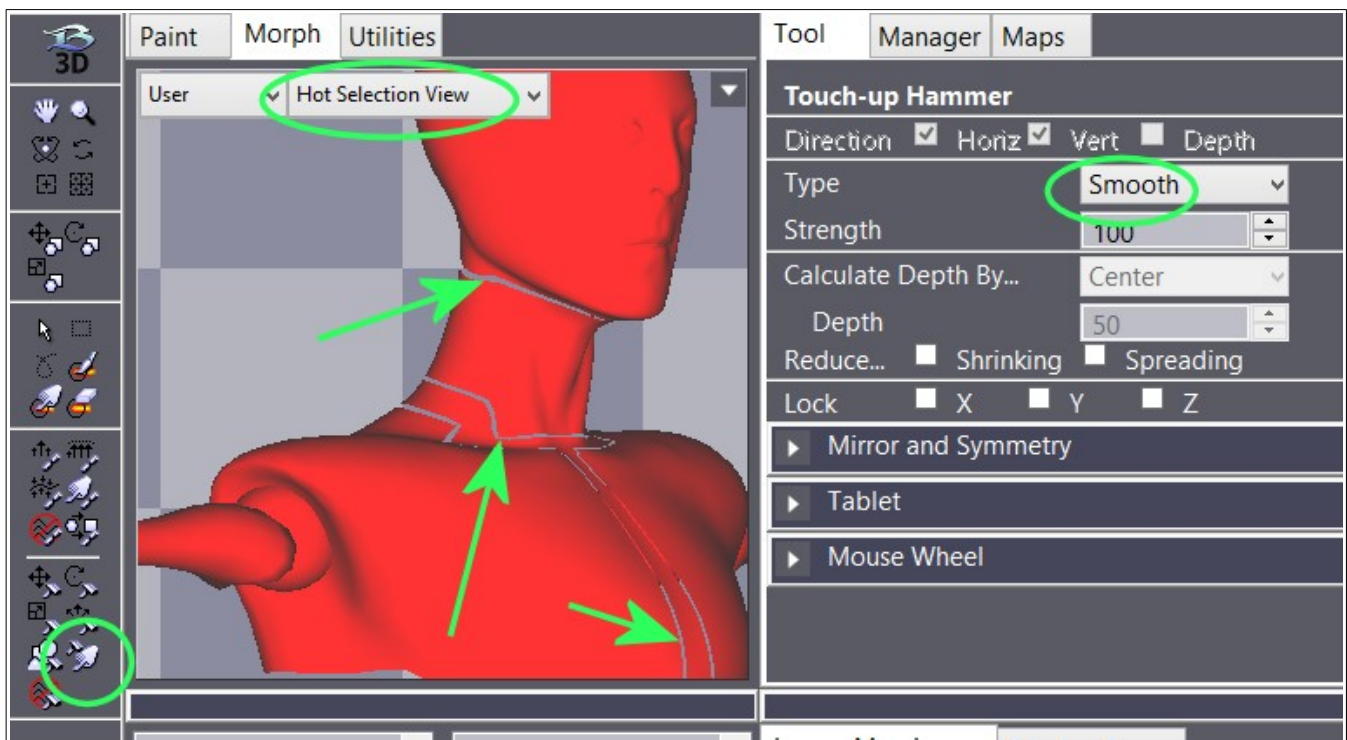 B
3D
Paint Morph Utilities
User Hot Selection View
Tool Manager Maps
Touch-up Hammer
Direction Horiz Vert Depth
Type Smooth
Strength 100
Calculate Depth By... Center
Depth 50
Reduce... Shrinking Spreading
Lock X Y Z
Mirror and Symmetry
Tablet
Mouse Wheel